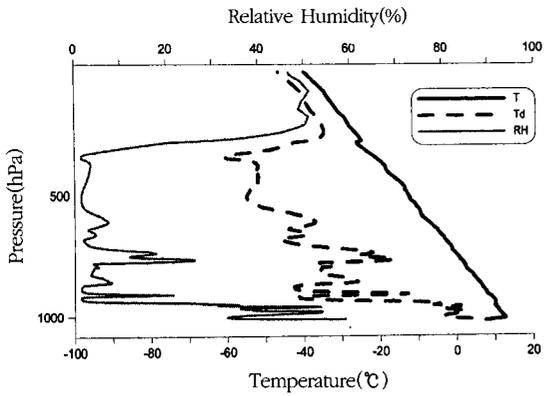 Relative Humidity(%)
0 20 40 60 80 100
T
Td
RH
Pressure(hPa)
500
1000
-100 -80 -60 -40 -20 0 20
Temperature(℃)